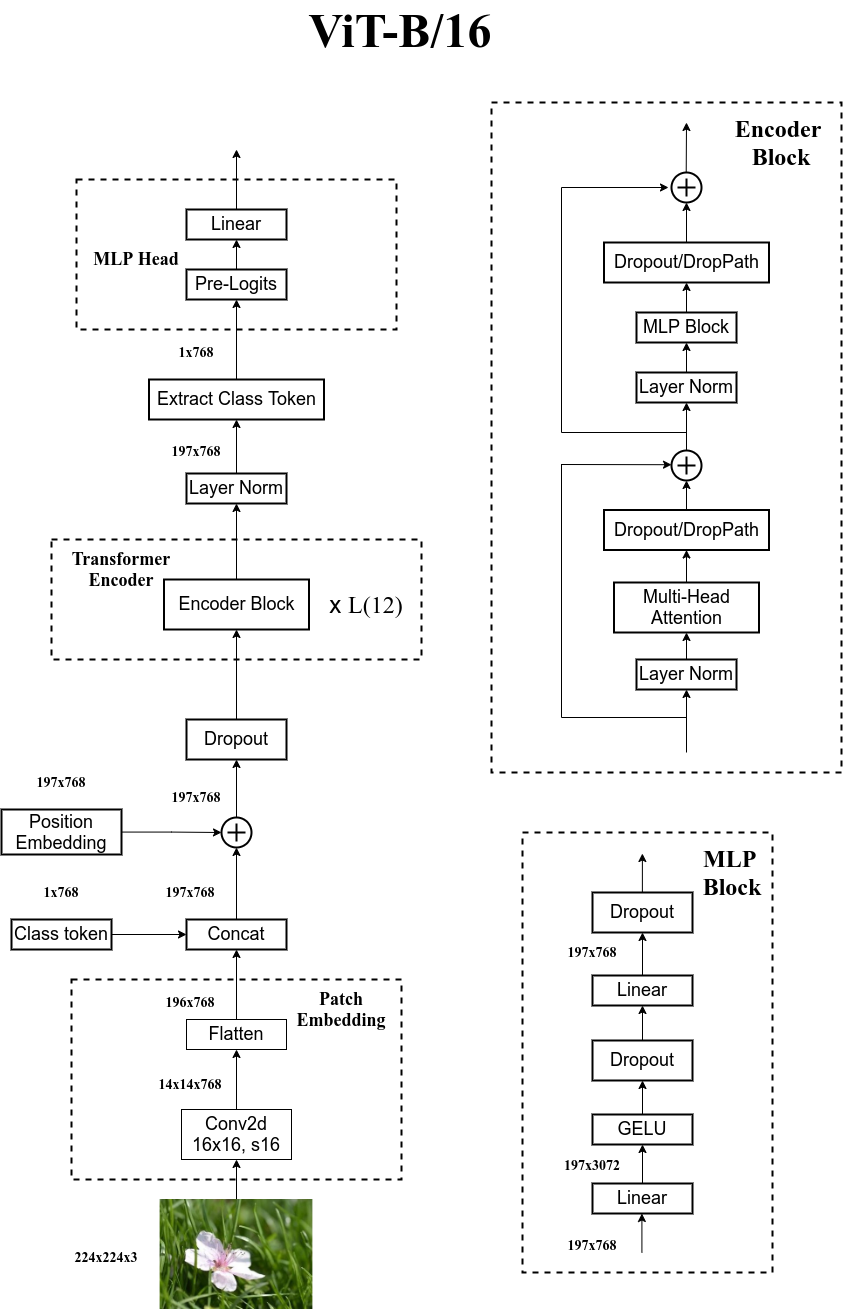 ViT-B/16
Linear
MLP Head
Pre-Logits
1x768
Extract Class Token
197x768
Layer Norm
Transformer
Encoder
Encoder Block
x L(12)
Dropout
197x768
197x768
Position
Embedding
1x768
197x768
Class token
Concat
196x768
Patch
Embedding
Flatten
14x14x768
Conv2d
16x16, s16
224x224x3
Encoder
Block
Dropout/DropPath
MLP Block
Layer Norm
Dropout/DropPath
Multi-Head
Attention
Layer Norm
MLP
Block
Dropout
197x768
Linear
Dropout
GELU
197x3072
Linear
197x768